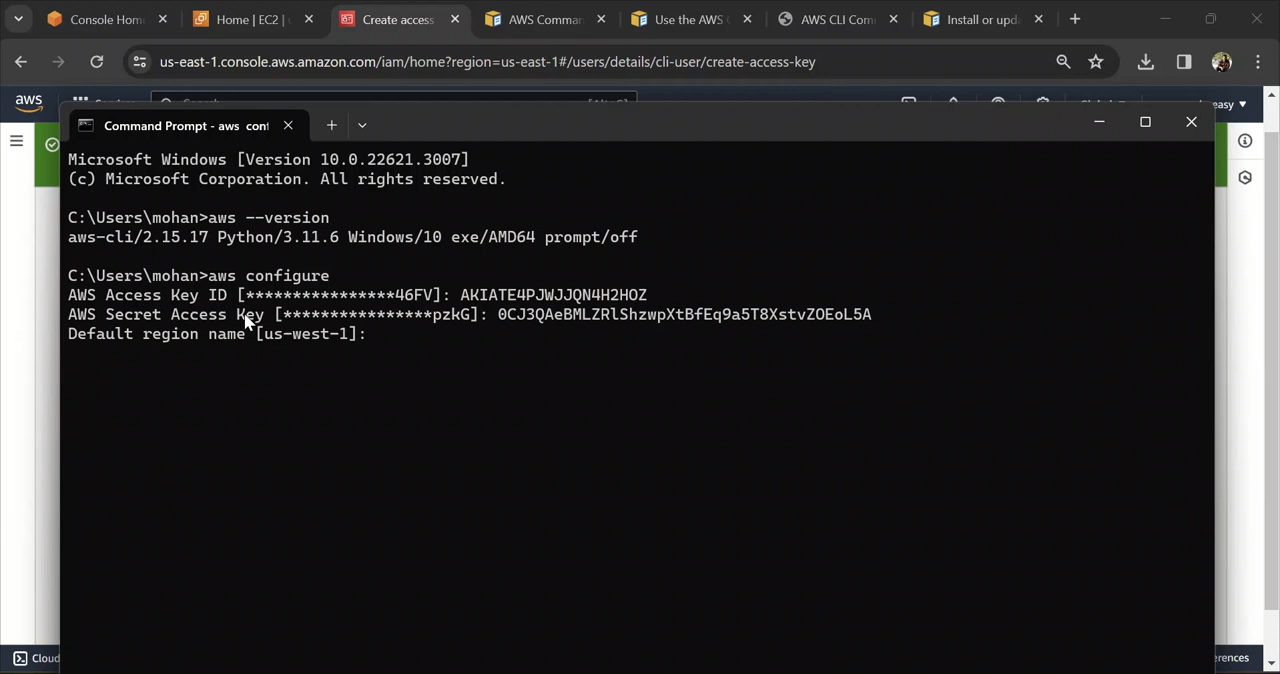 Console Hom
Home | EC2 |
Create access
AWS Comma
Use the AWS
AWS CLI Com
Install or upd
us-east-1.console.aws.amazon.com/iam/home?region=us-east-1#/users/details/cli-user/create-access-key
aws
easy
Command Prompt - aws conf
Microsoft Windows [Version 10.0.22621.3007]
(c) Microsoft Corporation. All rights reserved.
C:\Users\mohan>aws --version
aws-cli/2.15.17 Python/3.11.6 Windows/10 exe/AMD64 prompt/off
C:\Users\mohan>aws configure
AWS Access Key ID [****************46FV]: AKIATE4PJWJJQN4H2HOZ
AWS Secret Access Key [****************pzkG]: 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
Default region name [us-west-1]:
Cloud
erences